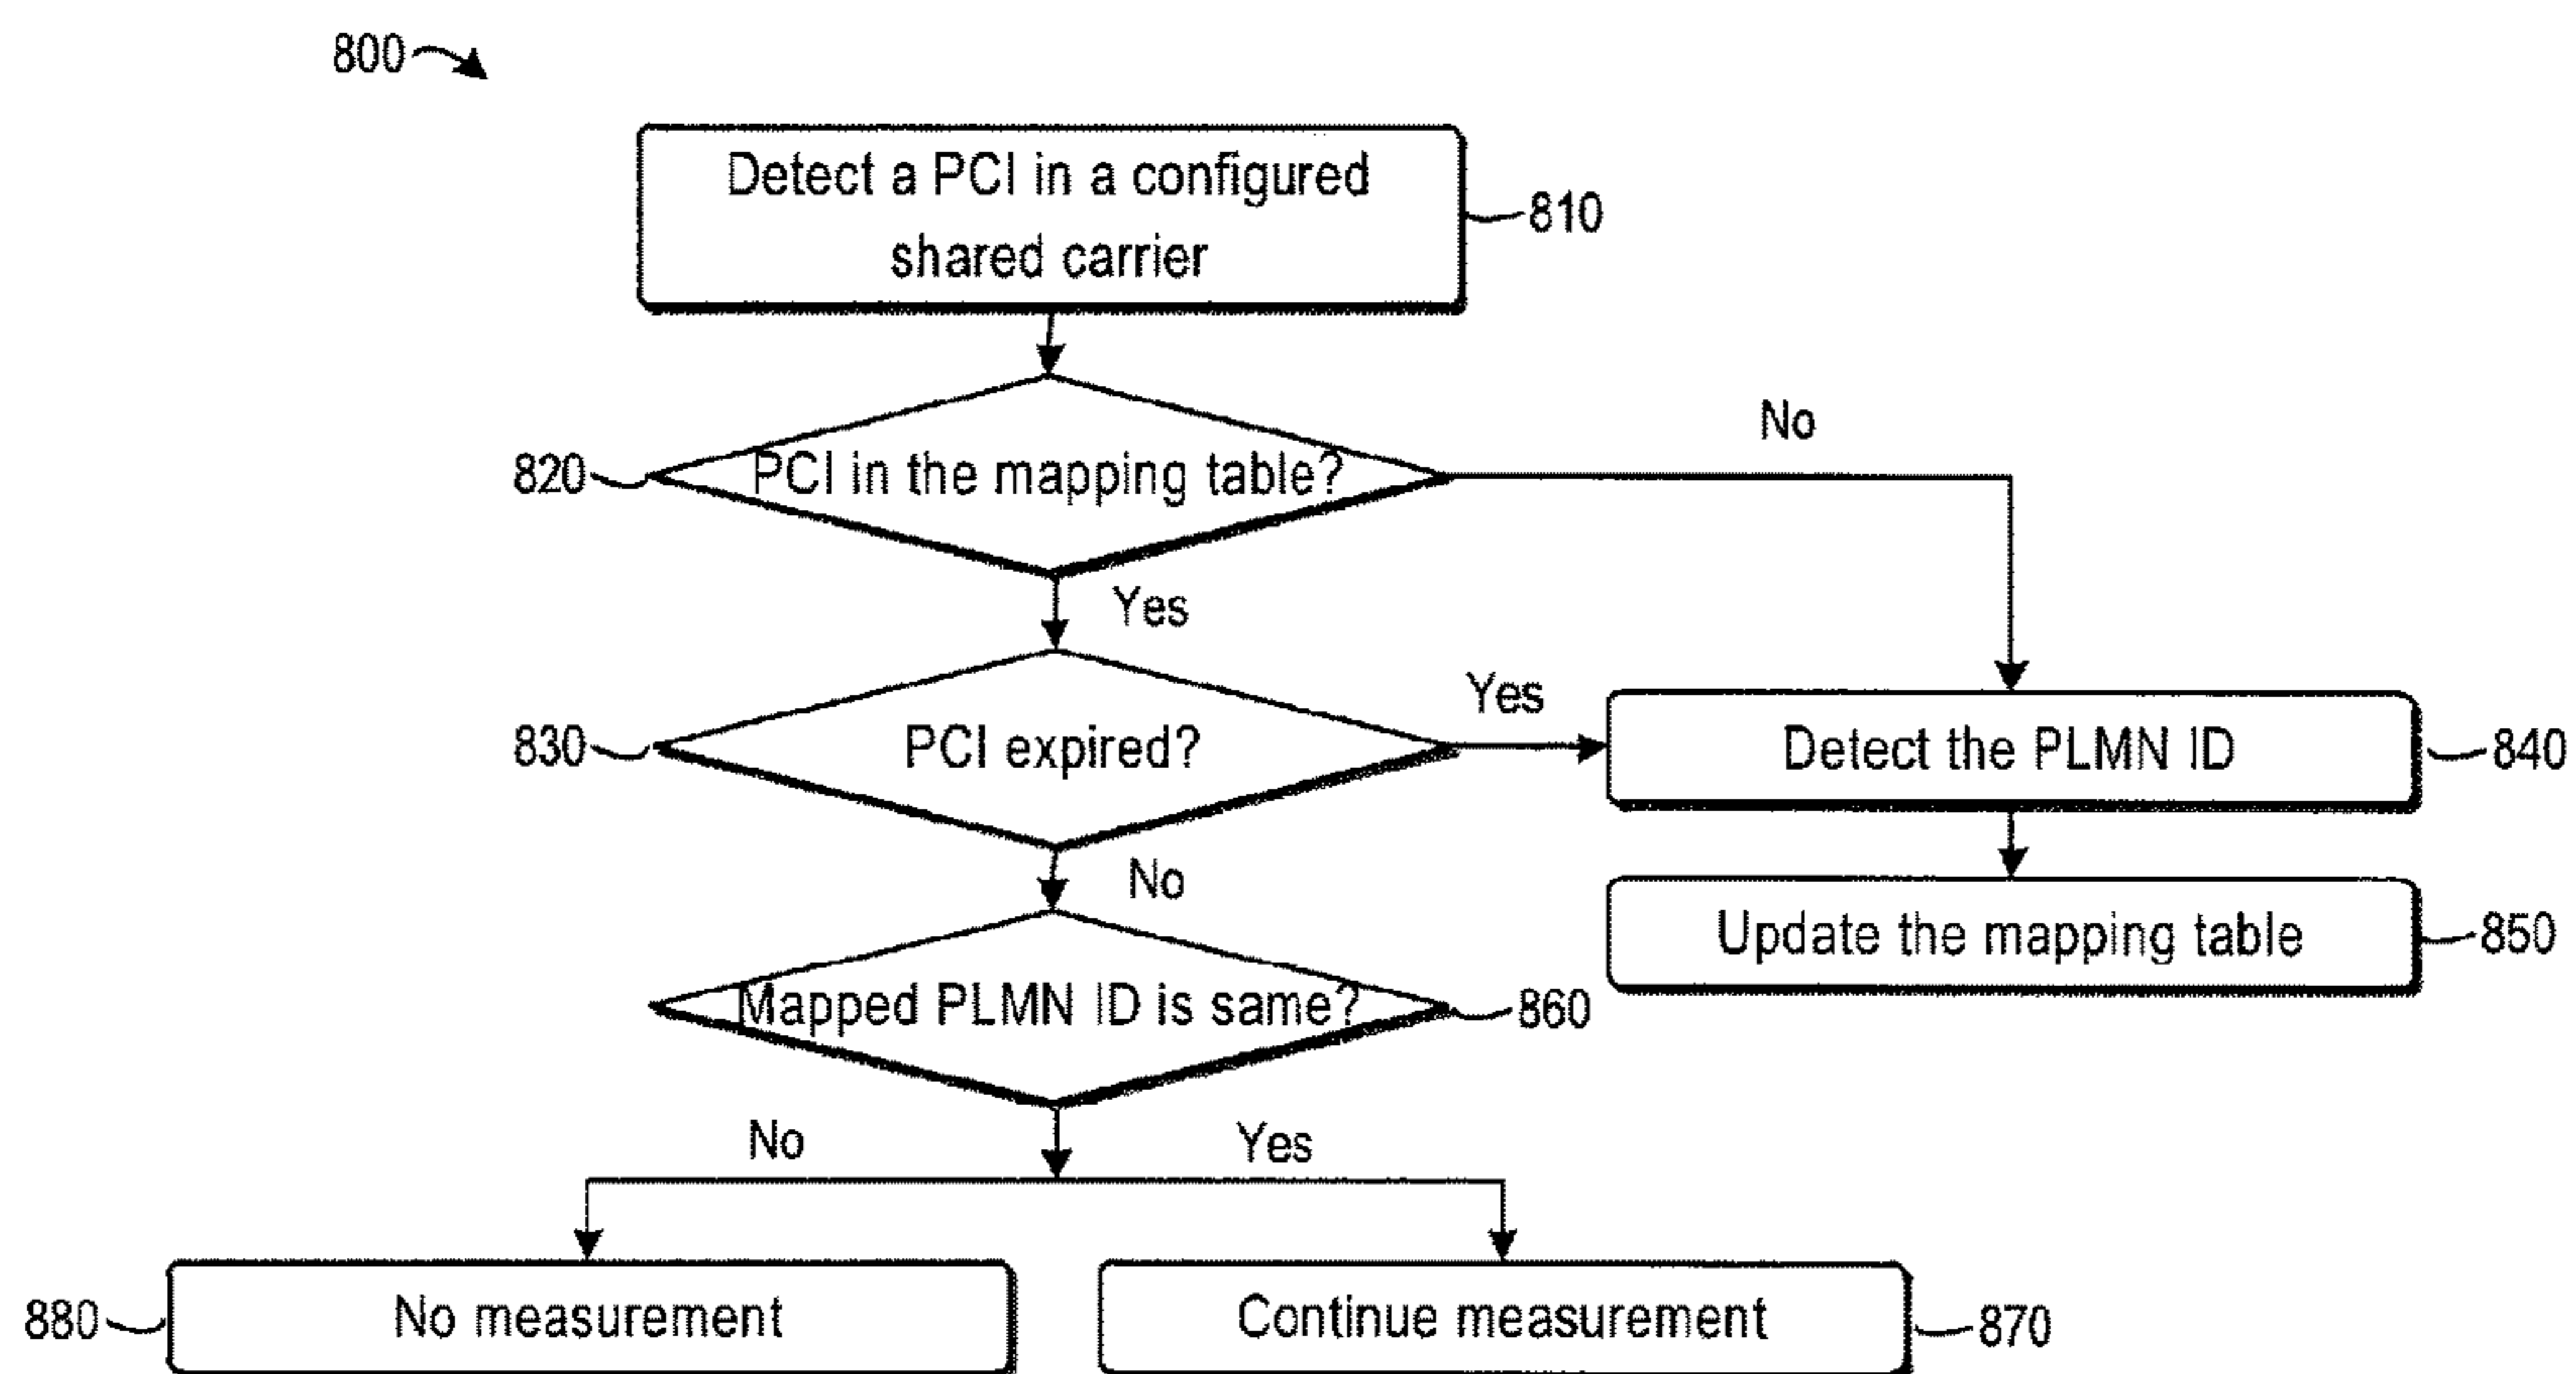 800
Detect a PCI in a configured
shared carrier
810
No
820
PCI in the mapping table?
Yes
Yes
830
PCI expired?
Detect the PLMN ID
840
No
Update the mapping table
850
Mapped PLMN ID is same?
860
No
Yes
880
No measurement
Continue measurement
870